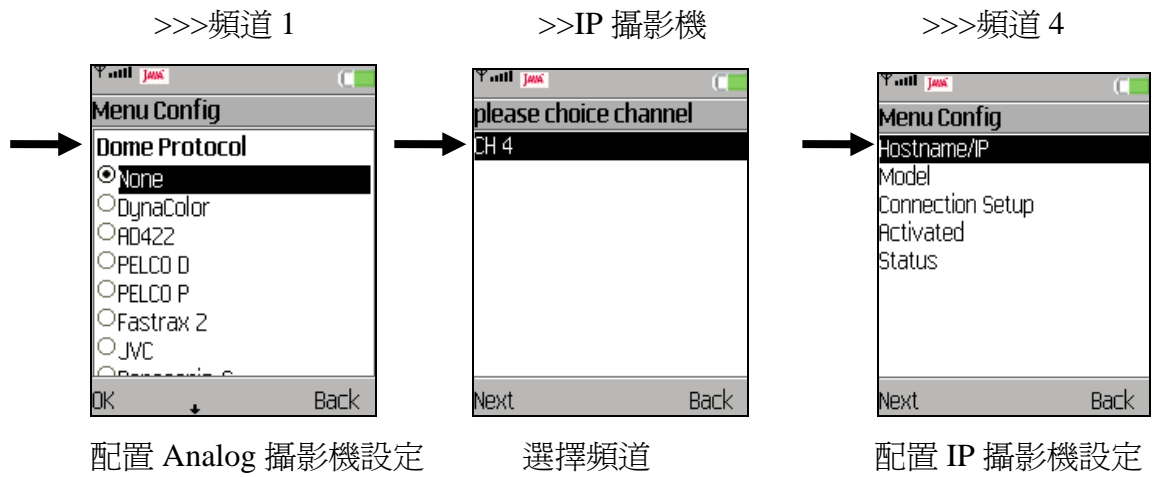 >>>頻道 1
JAVA
Menu Config
Dome Protocol
None
DynaColor
AD422
PELCO D
PELCO P
Fastrax 2
JVC
OK
Back
配置 Analog 攝影機設定
>>IP 攝影機
JAVA
please choice channel
CH 4
Next
Back
選擇頻道
>>>頻道 4
JAVA
Menu Config
Hostname/IP
Model
Connection Setup
Activated
Status
Next
Back
配置 IP 攝影機設定